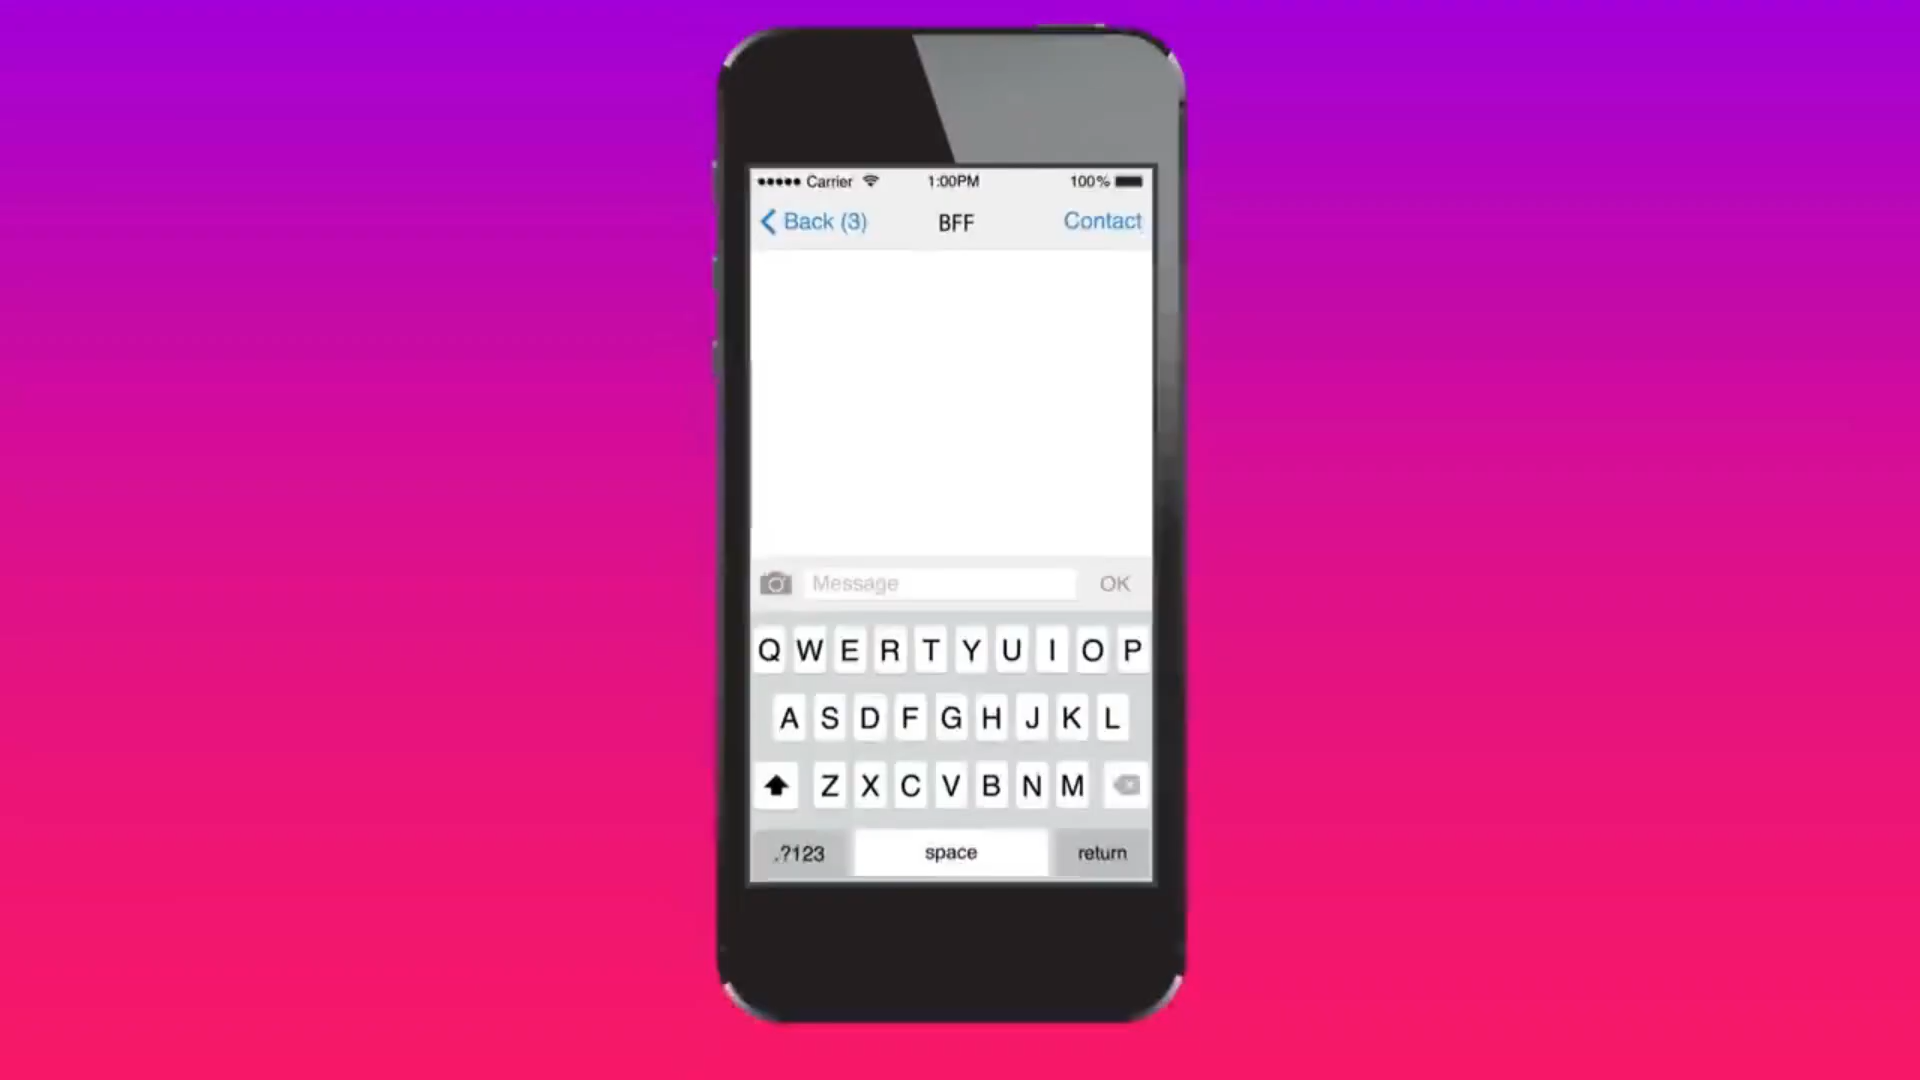 Carrier 1:00PM 100%
Back (3) BFF Contact
Message OK
Q W E R T Y U I O P
A S D F G H J K L
Z X C V B N M
.?123 space return